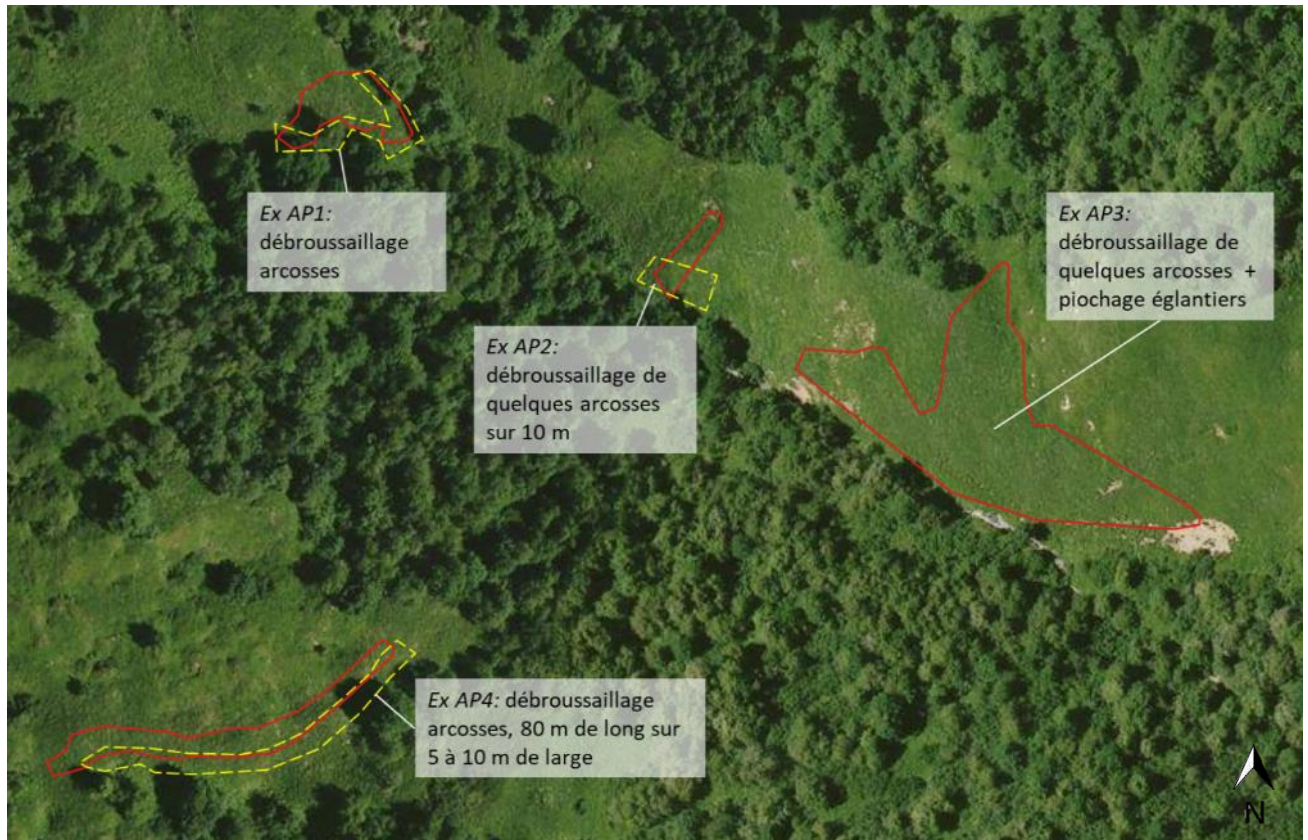 Ex AP1:
débroussaillage
arcosses
Ex AP2:
débroussaillage de
quelques arcosses
sur 10 m
Ex AP3:
débroussaillage de
quelques arcosses +
piochage églantiers
Ex AP4: débroussaillage
arcosses, 80 m de long sur
5 à 10 m de large
N